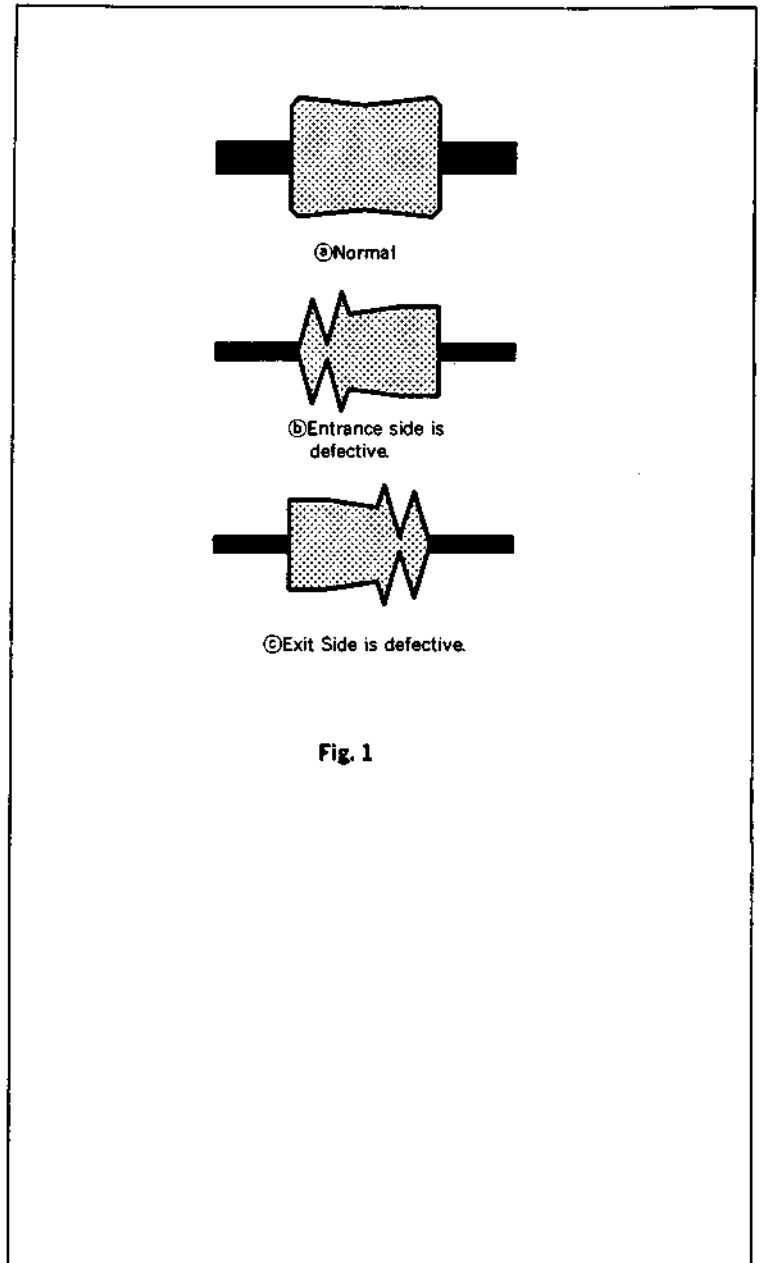 ⓐNormal
ⓑEntrance side is
defective.
ⓒExit Side is defective.
Fig. 1